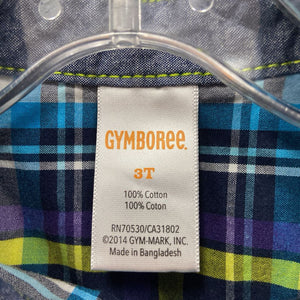 GYMBOREE.
3T
100% Cotton
100% Coton
RN70530/CA31802
©2014 GYM-MARK, INC.
Made in Bangladesh